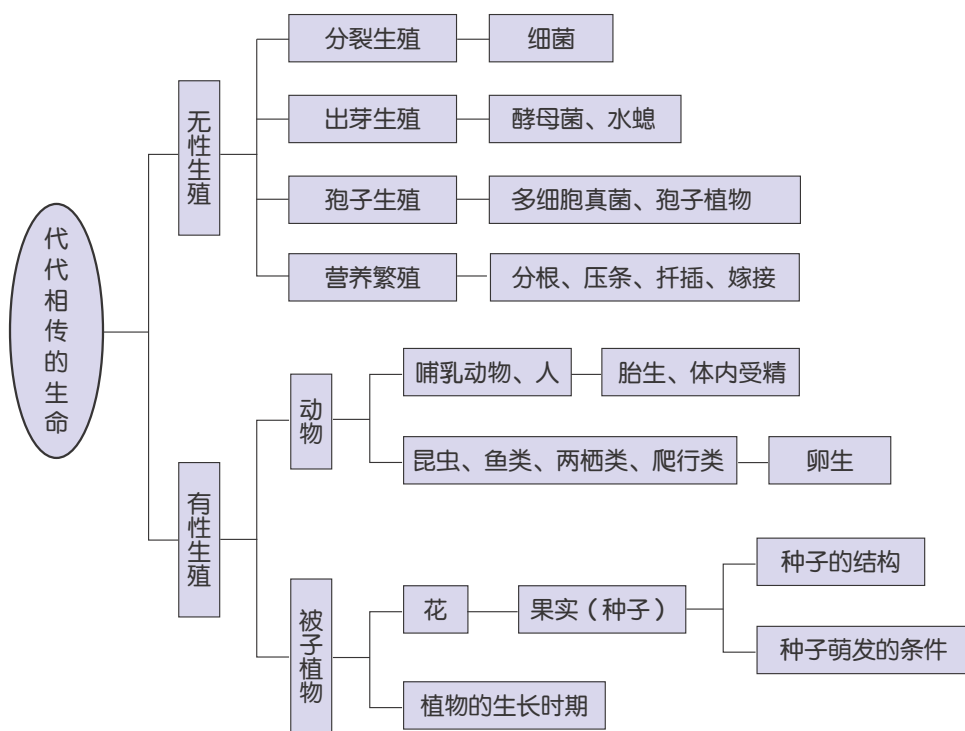 代代相传的生命
无性生殖
分裂生殖
细菌
出芽生殖
酵母菌、水螅
孢子生殖
多细胞真菌、孢子植物
营养繁殖
分根、压条、扦插、嫁接
有性生殖
动物
哺乳动物、人
胎生、体内受精
昆虫、鱼类、两栖类、爬行类
卵生
被子植物
花
果实（种子）
种子的结构
种子萌发的条件
植物的生长时期